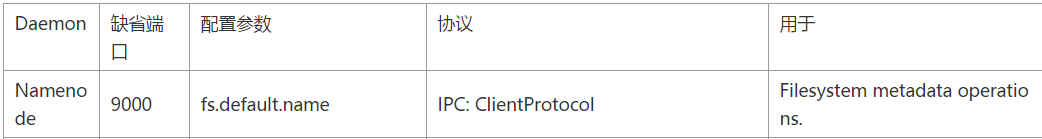 Daemon
缺省端
口
配置参数
协议
用于
Nameno
de
9000
fs.default.name
IPC: ClientProtocol
Filesystem metadata operatio
ns.